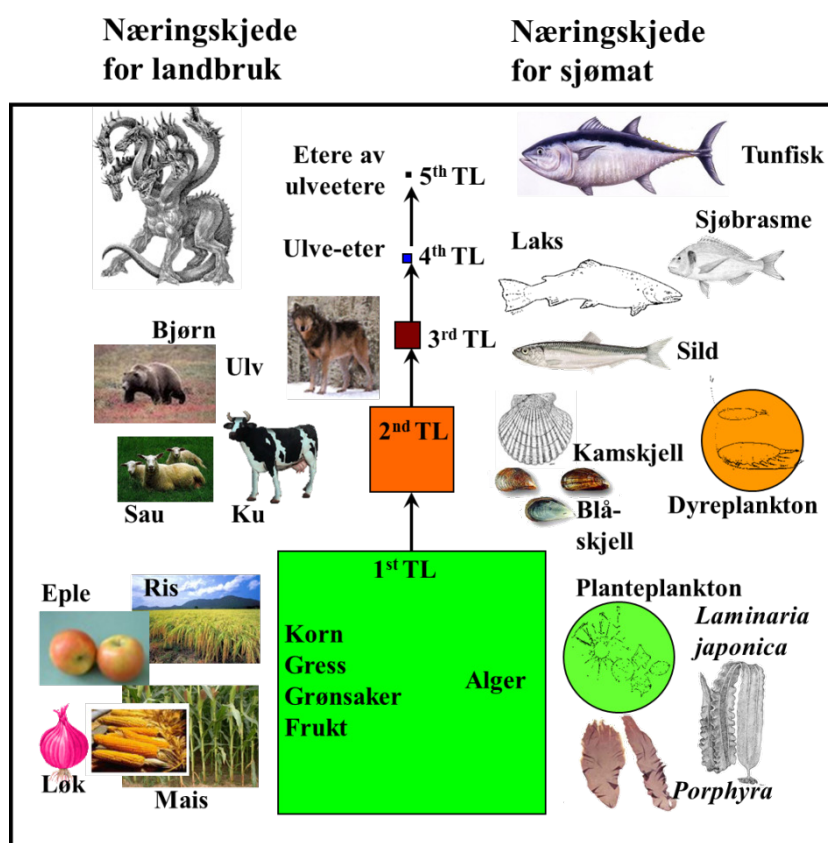 Næringskjede
for landbruk
Næringskjede
for sjømat
Etere av
ulveetere
5th TL
Tunfisk
Sjøbrasme
Ulve-eter
4th TL
Laks
Bjørn
Ulv
3rd TL
Sild
2nd TL
Kamskjell
Sau
Ku
Blå-
skjell
Dyreplankton
1st TL
Eple
Ris
Planteplankton
Laminaria
japonica
Korn
Gress
Grønsaker
Frukt
Alger
Løk
Mais
Porphyra